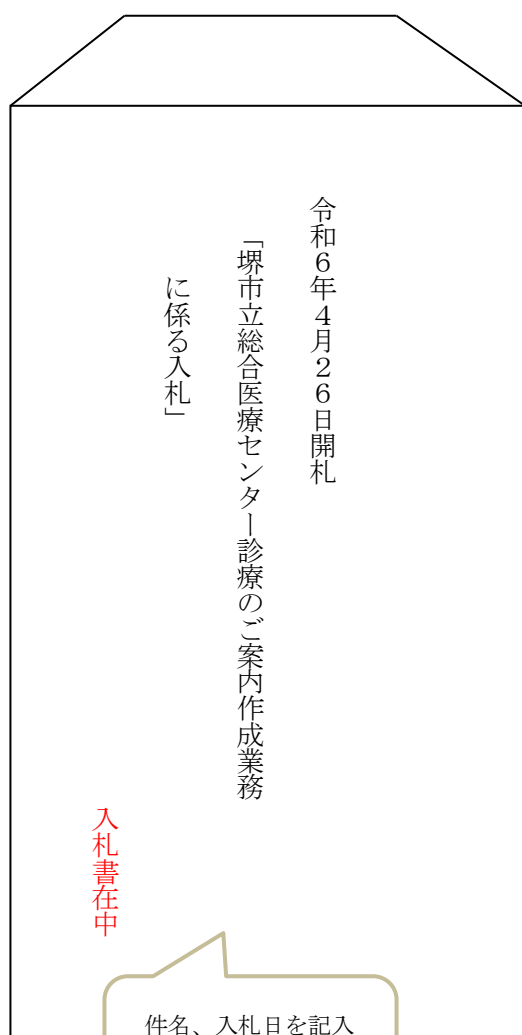 令和６年４月２６日開札
「堺市立総合医療センター診療のご案内作成業務
に係る入札」
入札書在中
件名、入札日を記入